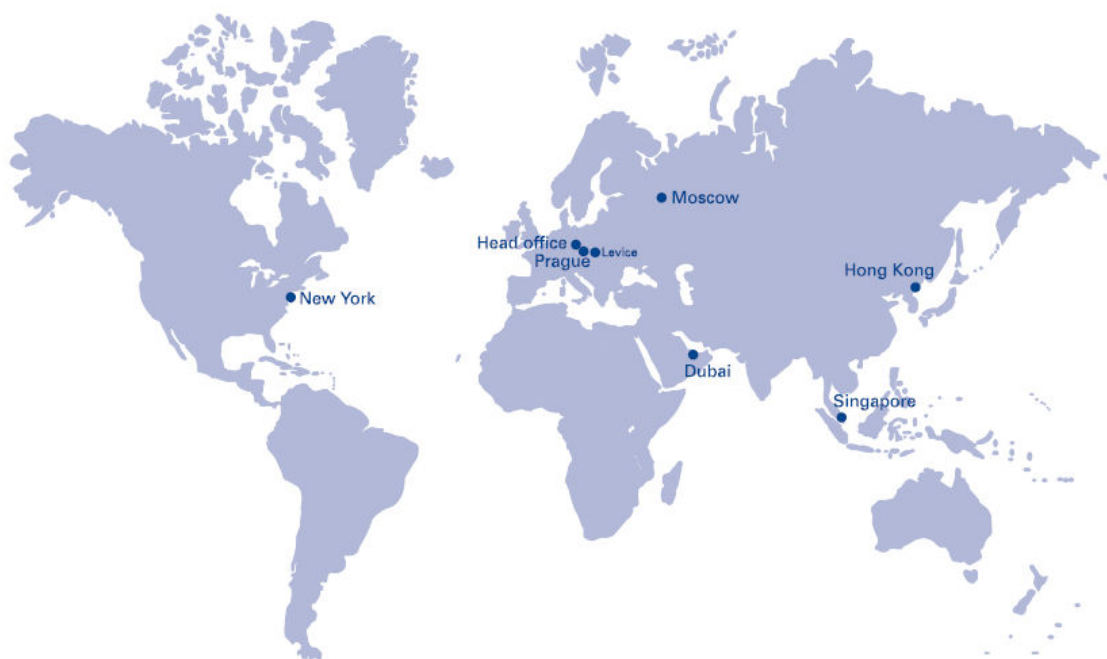 Moscow
Head office
Levice
Prague
Hong Kong
New York
Dubai
Singapore